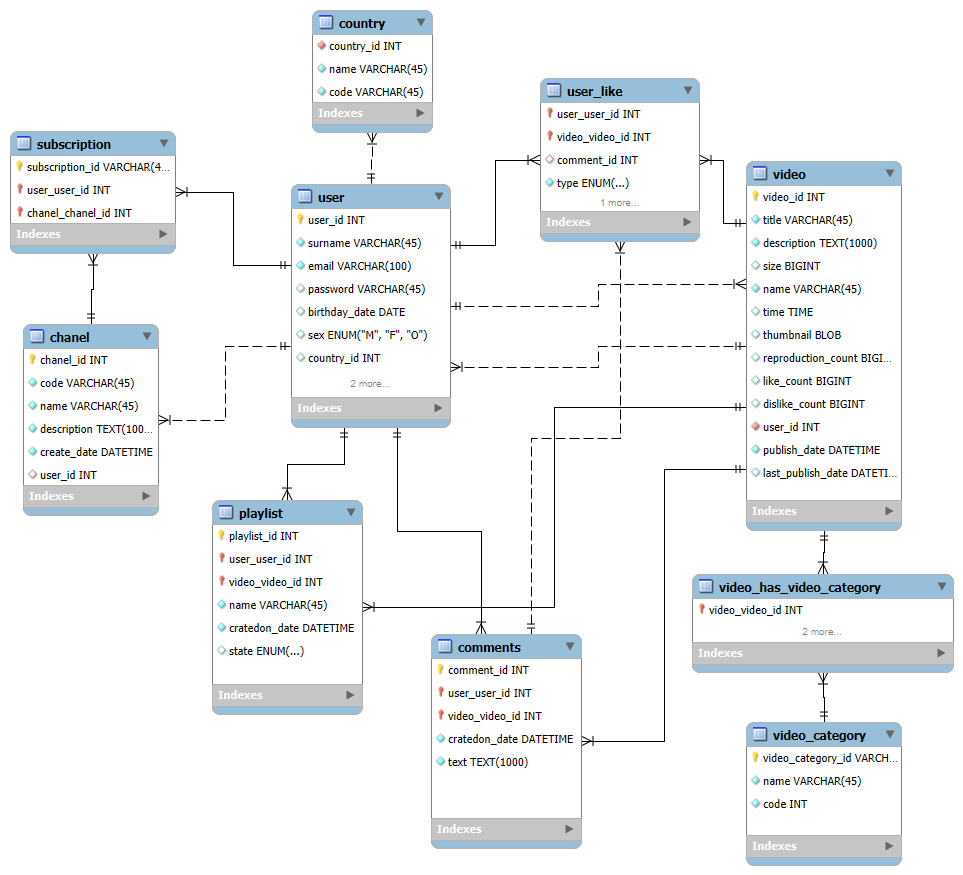 country
country_id INT
name VARCHAR(45)
code VARCHAR(45)
Indexes
user_like
user_user_id INT
video_video_id INT
comment_id INT
type ENUM(...)
1 more...
Indexes
subscription
subscription_id VARCHAR(4...
user_user_id INT
chanel_chanel_id INT
Indexes
user
user_id INT
surname VARCHAR(45)
email VARCHAR(100)
password VARCHAR(45)
birthday_date DATE
sex ENUM("M", "F", "O")
country_id INT
2 more...
Indexes
video
video_id INT
title VARCHAR(45)
description TEXT(1000)
size BIGINT
name VARCHAR(45)
time TIME
thumbnail BLOB
reproduction_count BIGI...
like_count BIGINT
dislike_count BIGINT
user_id INT
publish_date DATETIME
last_publish_date DATETI...
Indexes
chanel
chanel_id INT
code VARCHAR(45)
name VARCHAR(45)
description TEXT(100...
create_date DATETIME
user_id INT
Indexes
playlist
playlist_id INT
user_user_id INT
video_video_id INT
name VARCHAR(45)
cratedon_date DATETIME
state ENUM(...)
Indexes
comments
comment_id INT
user_user_id INT
video_video_id INT
cratedon_date DATETIME
text TEXT(1000)
Indexes
video_has_video_category
video_video_id INT
2 more...
Indexes
video_category
video_category_id VARCH...
name VARCHAR(45)
code INT
Indexes